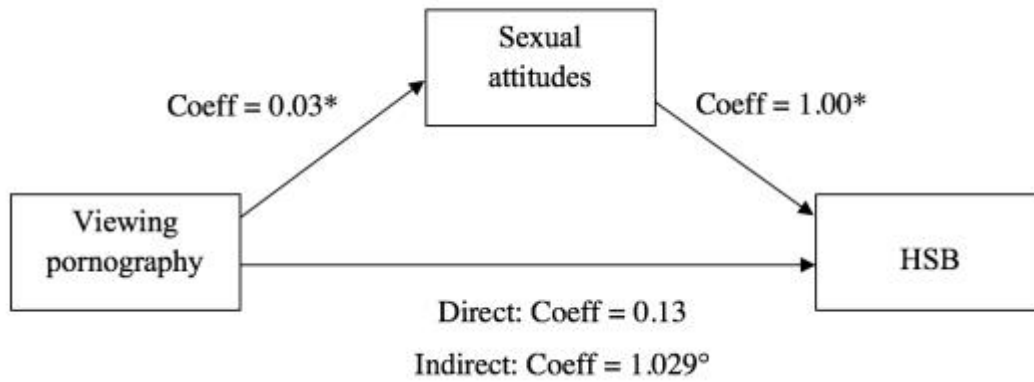 Sexual
attitudes
Coeff = 0.03*
Coeff = 1.00*
Viewing
pornography
HSB
Direct: Coeff = 0.13
Indirect: Coeff = 1.029°